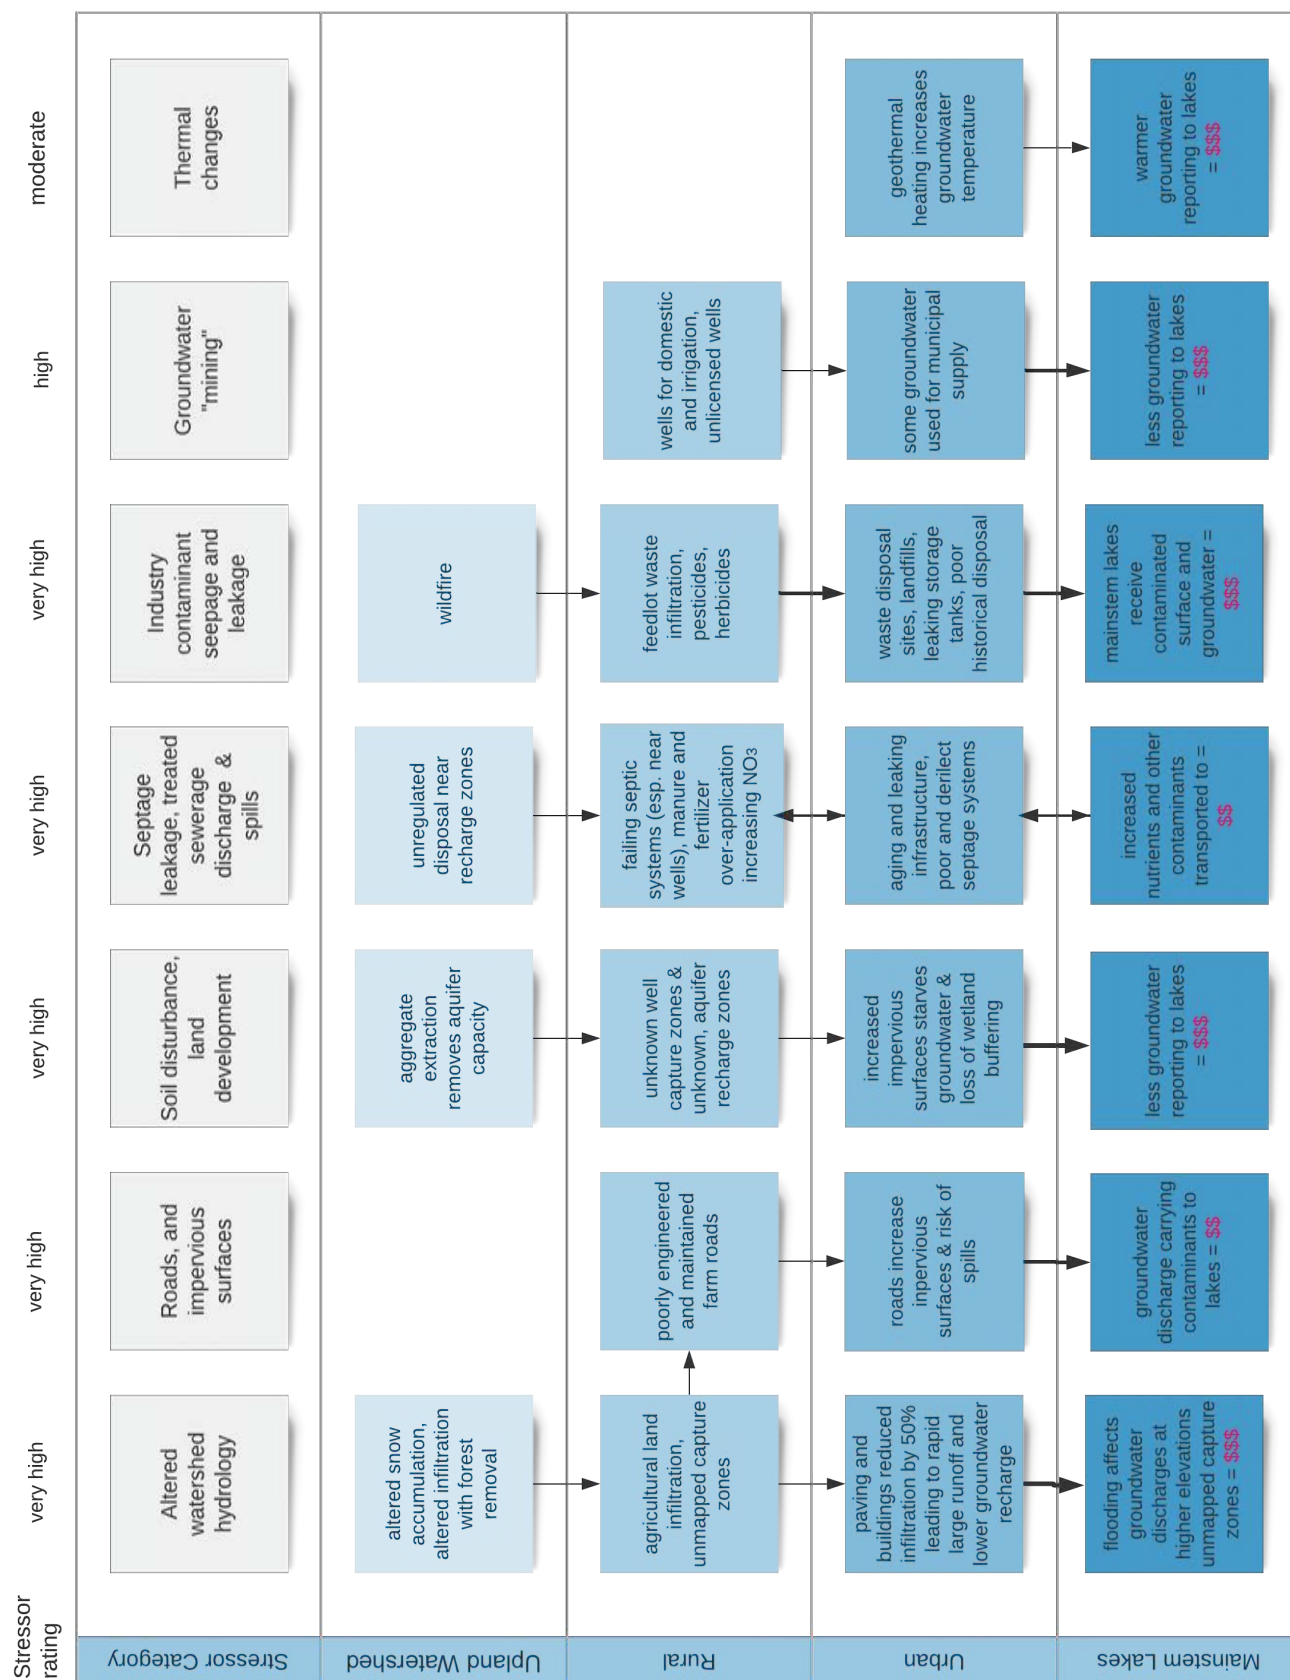 Stressor
rating
very high
very high
very high
very high
very high
high
moderate
Stressor Category
Altered
watershed
hydrology
Roads, and
impervious
surfaces
Soil disturbance,
land
development
Septage
leakage, treated
sewerage
discharge &
spills
Industry
contaminant
seepage and
leakage
Groundwater
"mining"
Thermal
changes
Upland Watershed
altered snow
accumulation,
altered infiltration
with forest
removal
aggregate
extraction
removes aquifer
capacity
unregulated
disposal near
recharge zones
wildfire
Rural
agricultural land
infiltration,
unmapped capture
zones
poorly engineered
and maintained
farm roads
unknown well
capture zones &
unknown, aquifer
recharge zones
failing septic
systems (esp. near
wells), manure and
fertilizer
over-application
increasing NO3
feedlot waste
infiltration,
pesticides,
herbicides
wells for domestic
and irrigation,
unlicensed wells
Urban
paving and
buildings reduced
infiltration by 50%
leading to rapid
large runoff and
lower groundwater
recharge
roads increase
inpervious
surfaces & risk of
spills
increased
impervious
surfaces starves
groundwater &
loss of wetland
buffering
aging and leaking
infrastructure,
poor and derilect
septage systems
waste disposal
sites, landfills,
leaking storage
tanks, poor
historical disposal
some groundwater
used for municipal
supply
geothermal
heating increases
groundwater
temperature
Mainstem Lakes
flooding affects
groundwater
discharges at
higher elevations
unmapped capture
zones = $$$
groundwater
discharge carrying
contaminants to
lakes = $$
less groundwater
reporting to lakes
= $$$
increased
nutrients and other
contaminants
transported to =
$$
mainstem lakes
receive
contaminated
surface and
groundwater =
$$$
less groundwater
reporting to lakes
= $$$
warmer
groundwater
reporting to lakes
= $$$